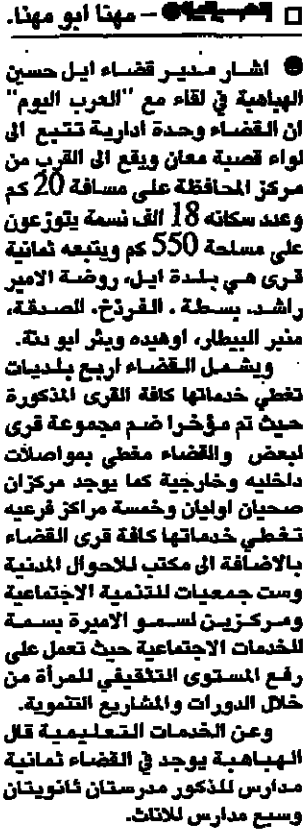 □ ● – مهنا ابو مهنا.
● اشار مدير قضاء ايل حسين
الهباهبة في لقاء مع "العرب اليوم"
ان القضاء وحدة ادارية تتبع الى
لواء قصبة معان ويقع الى القرب من
مركز المحافظة على مسافة 20 كم
وعدد سكانه 18 الف نسمة يتوزعون
على مساحة 550 كم ويتبعه ثمانية
قرى هي بلدة ايل، روضة الامير
راشد، بسطة، الفرذخ، الصدقة،
منبر البيطار، اوهيده وبئر ابو دنة.
ويشمل القضاء اربع بلديات
تغطي خدماتها كافة القرى المذكورة
حيث تم مؤخرا ضم مجموعة قرى
لبعض والقضاء مغطى بمواصلات
داخليه وخارجية كما يوجد مركزان
صحيان اوليان وخمسة مراكز فرعيه
تغطي خدماتها كافة قرى القضاء
بالاضافة الى مكتب للاحوال المدنية
وست جمعيات للتنمية الاجتماعية
ومركزين لسمو الاميرة بسمة
للخدمات الاجتماعية حيث تعمل على
رفع المستوى التثقيفي للمرأة من
خلال الدورات والمشاريع التنموية.
وعن الخدمات التعليمية قال
الهباهبة يوجد في القضاء ثمانية
مدارس للذكور مدرستان ثانويتان
وسبع مدارس للاناث.